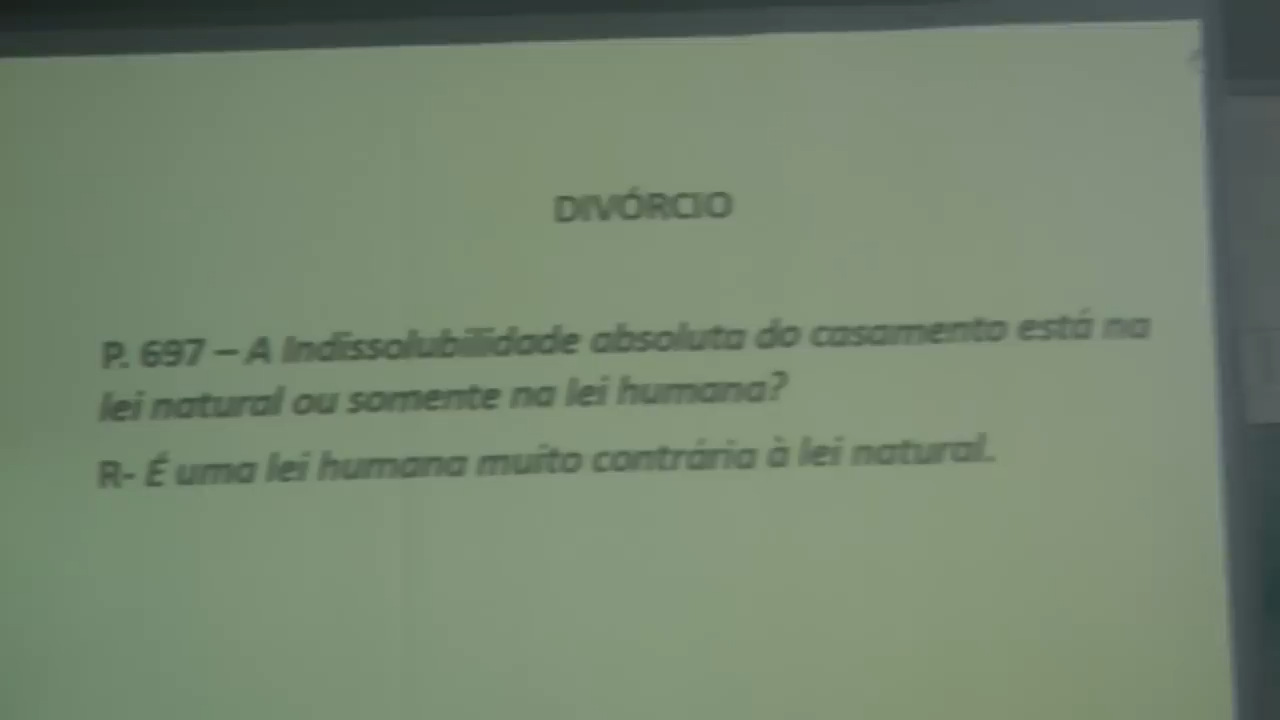 DIVÓRCIO
P. 697 – A Indissolubilidade absoluta do casamento está na
lei natural ou somente na lei humana?
R- É uma lei humana muito contrária à lei natural.